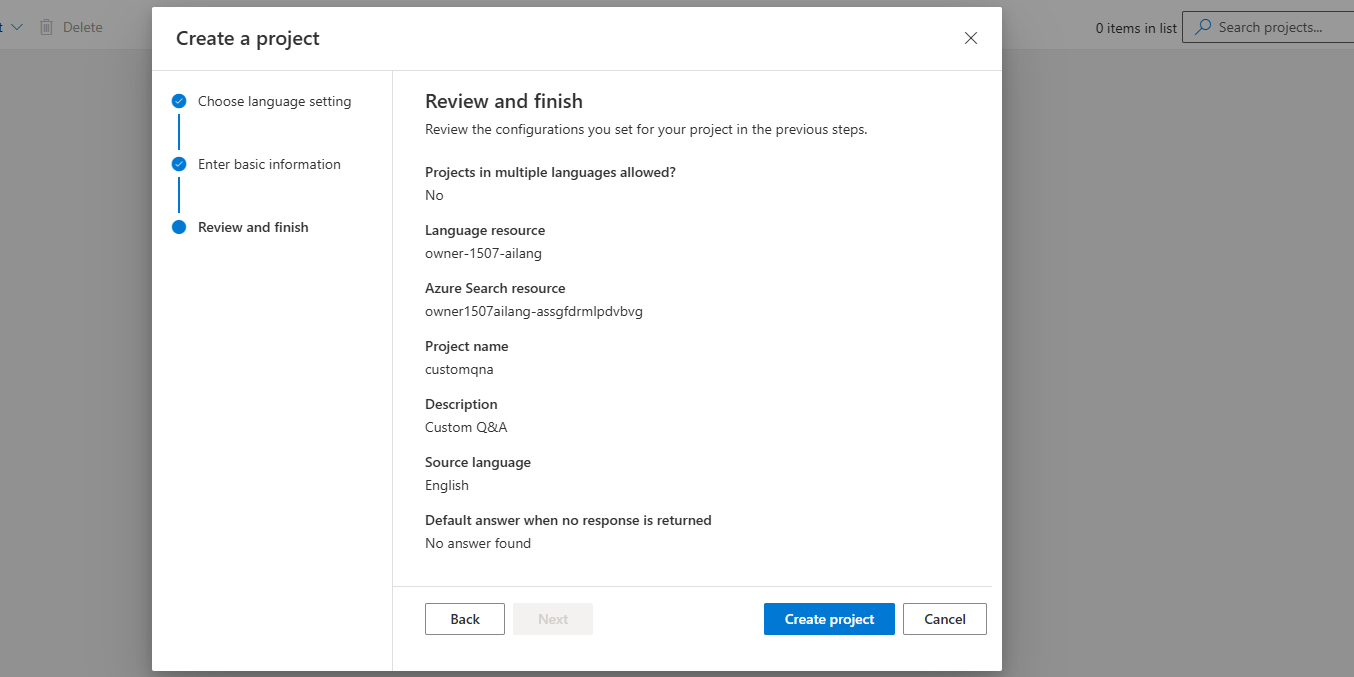 Delete
0 items in list
Search projects...
Create a project
Choose language setting
Enter basic information
Review and finish
Review and finish
Review the configurations you set for your project in the previous steps.
Projects in multiple languages allowed?
No
Language resource
owner-1507-ailang
Azure Search resource
owner1507ailang-assgfdrmlpdvbvg
Project name
customqna
Description
Custom Q&A
Source language
English
Default answer when no response is returned
No answer found
Back
Next
Create project
Cancel